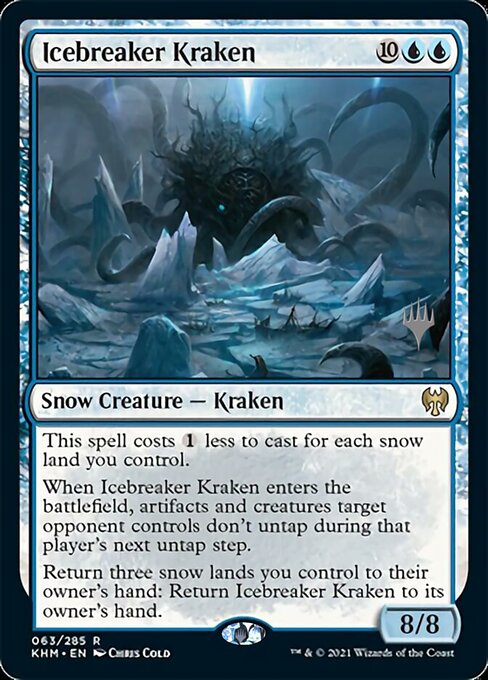 Icebreaker Kraken 10
Snow Creature — Kraken
This spell costs 1 less to cast for each snow
land you control.
When Icebreaker Kraken enters the
battlefield, artifacts and creatures target
opponent controls don't untap during that
player's next untap step.
Return three snow lands you control to their
owner's hand: Return Icebreaker Kraken to its
owner's hand.
8/8
063/285 R
KHM • EN Chris Cold
™ & © 2021 Wizards of the Coast